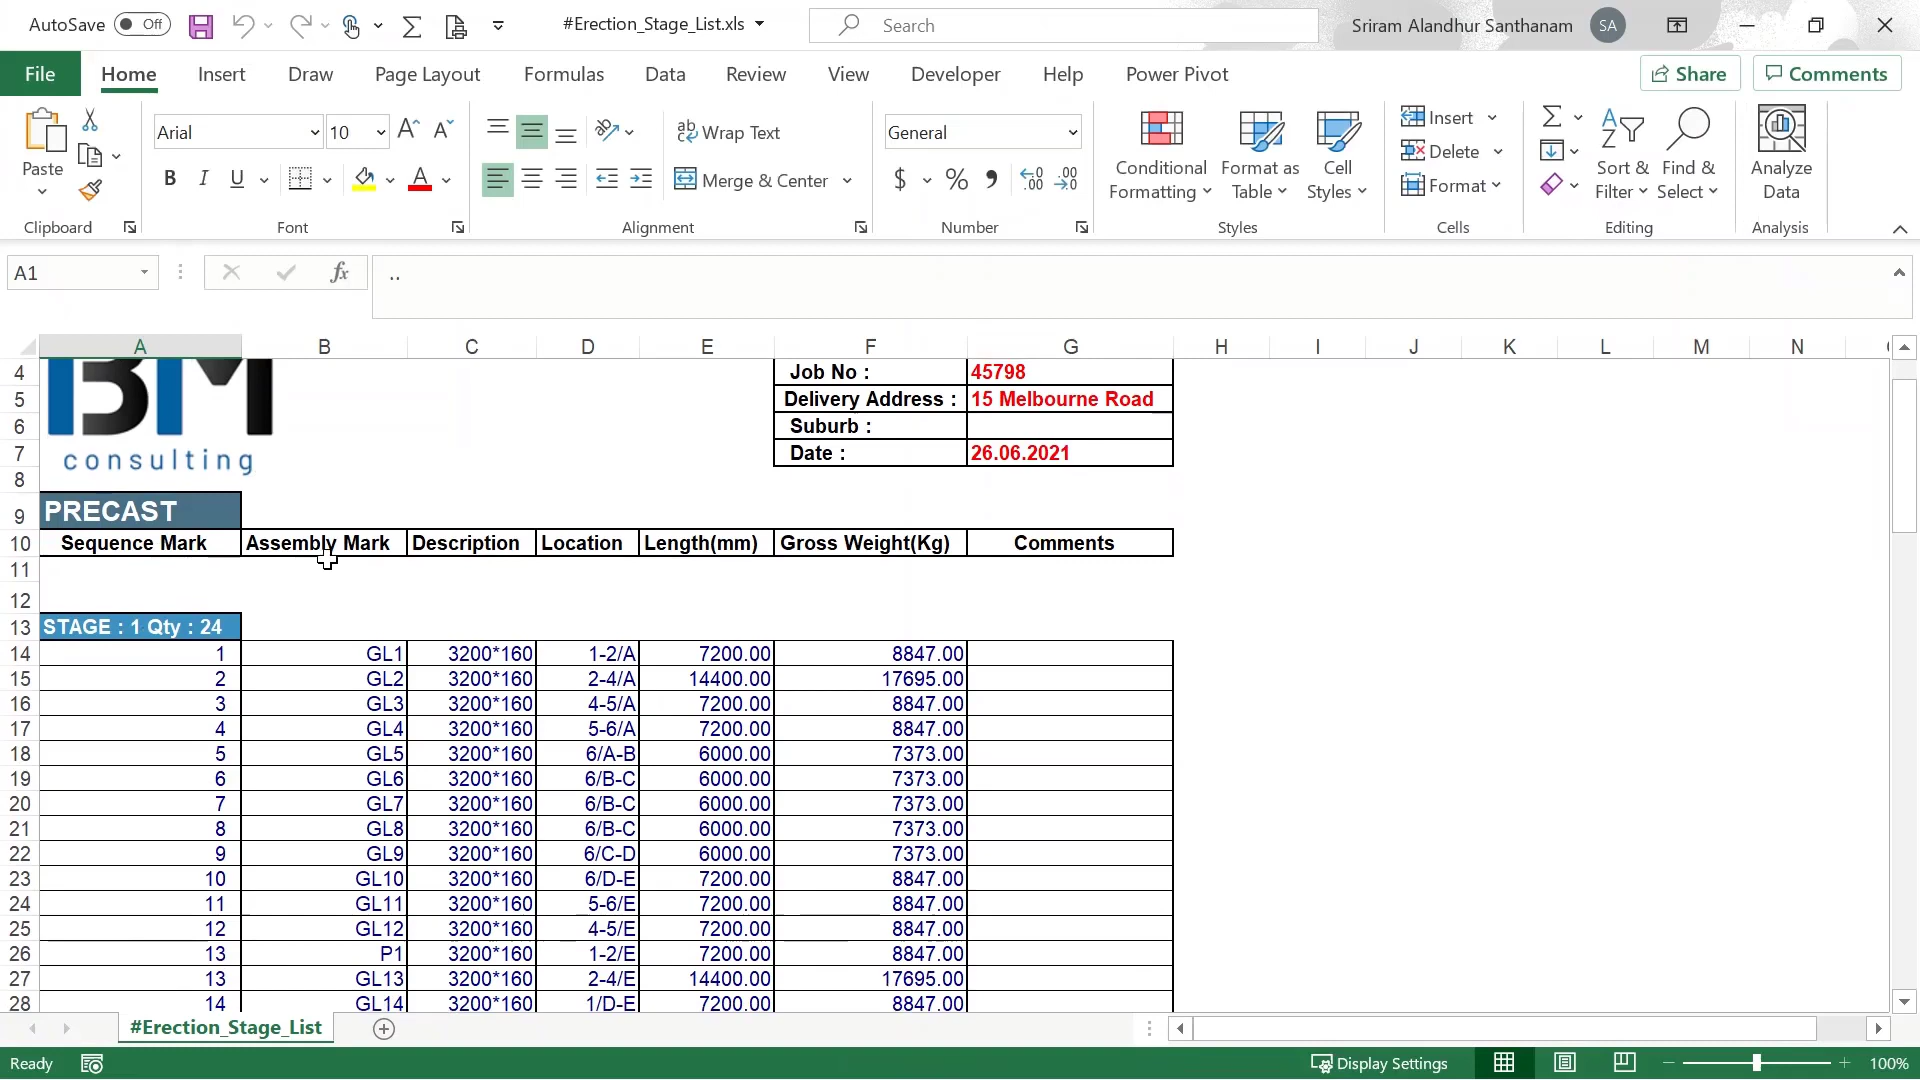 AutoSave Off #Erection_Stage_List.xls Search Sriram Alandhur Santhanam SA
File Home Insert Draw Page Layout Formulas Data Review View Developer Help Power Pivot Share Comments
Paste Arial 10 A A ab Wrap Text General Conditional Formatting Format as Table Cell Styles Insert Delete Format Sort & Filter Find & Select Analyze Data
B I U A Merge & Center $ %
Clipboard Font Alignment Number Styles Cells Editing Analysis
A1 fx ..
A B C D E F G H I J K L M N
4 Job No : 45798
5 Delivery Address : 15 Melbourne Road
6 Suburb :
7 Date : 26.06.2021
BM
consulting
8
9 PRECAST
10 Sequence Mark Assembly Mark Description Location Length(mm) Gross Weight(Kg) Comments
11
12
13 STAGE : 1 Qty : 24
14 1 GL1 3200*160 1-2/A 7200.00 8847.00
15 2 GL2 3200*160 2-4/A 14400.00 17695.00
16 3 GL3 3200*160 4-5/A 7200.00 8847.00
17 4 GL4 3200*160 5-6/A 7200.00 8847.00
18 5 GL5 3200*160 6/A-B 6000.00 7373.00
19 6 GL6 3200*160 6/B-C 6000.00 7373.00
20 7 GL7 3200*160 6/B-C 6000.00 7373.00
21 8 GL8 3200*160 6/B-C 6000.00 7373.00
22 9 GL9 3200*160 6/C-D 6000.00 7373.00
23 10 GL10 3200*160 6/D-E 7200.00 8847.00
24 11 GL11 3200*160 5-6/E 7200.00 8847.00
25 12 GL12 3200*160 4-5/E 7200.00 8847.00
26 13 P1 3200*160 1-2/E 7200.00 8847.00
27 13 GL13 3200*160 2-4/E 14400.00 17695.00
28 14 GL14 3200*160 1/D-E 7200.00 8847.00
#Erection_Stage_List
Ready Display Settings 100%